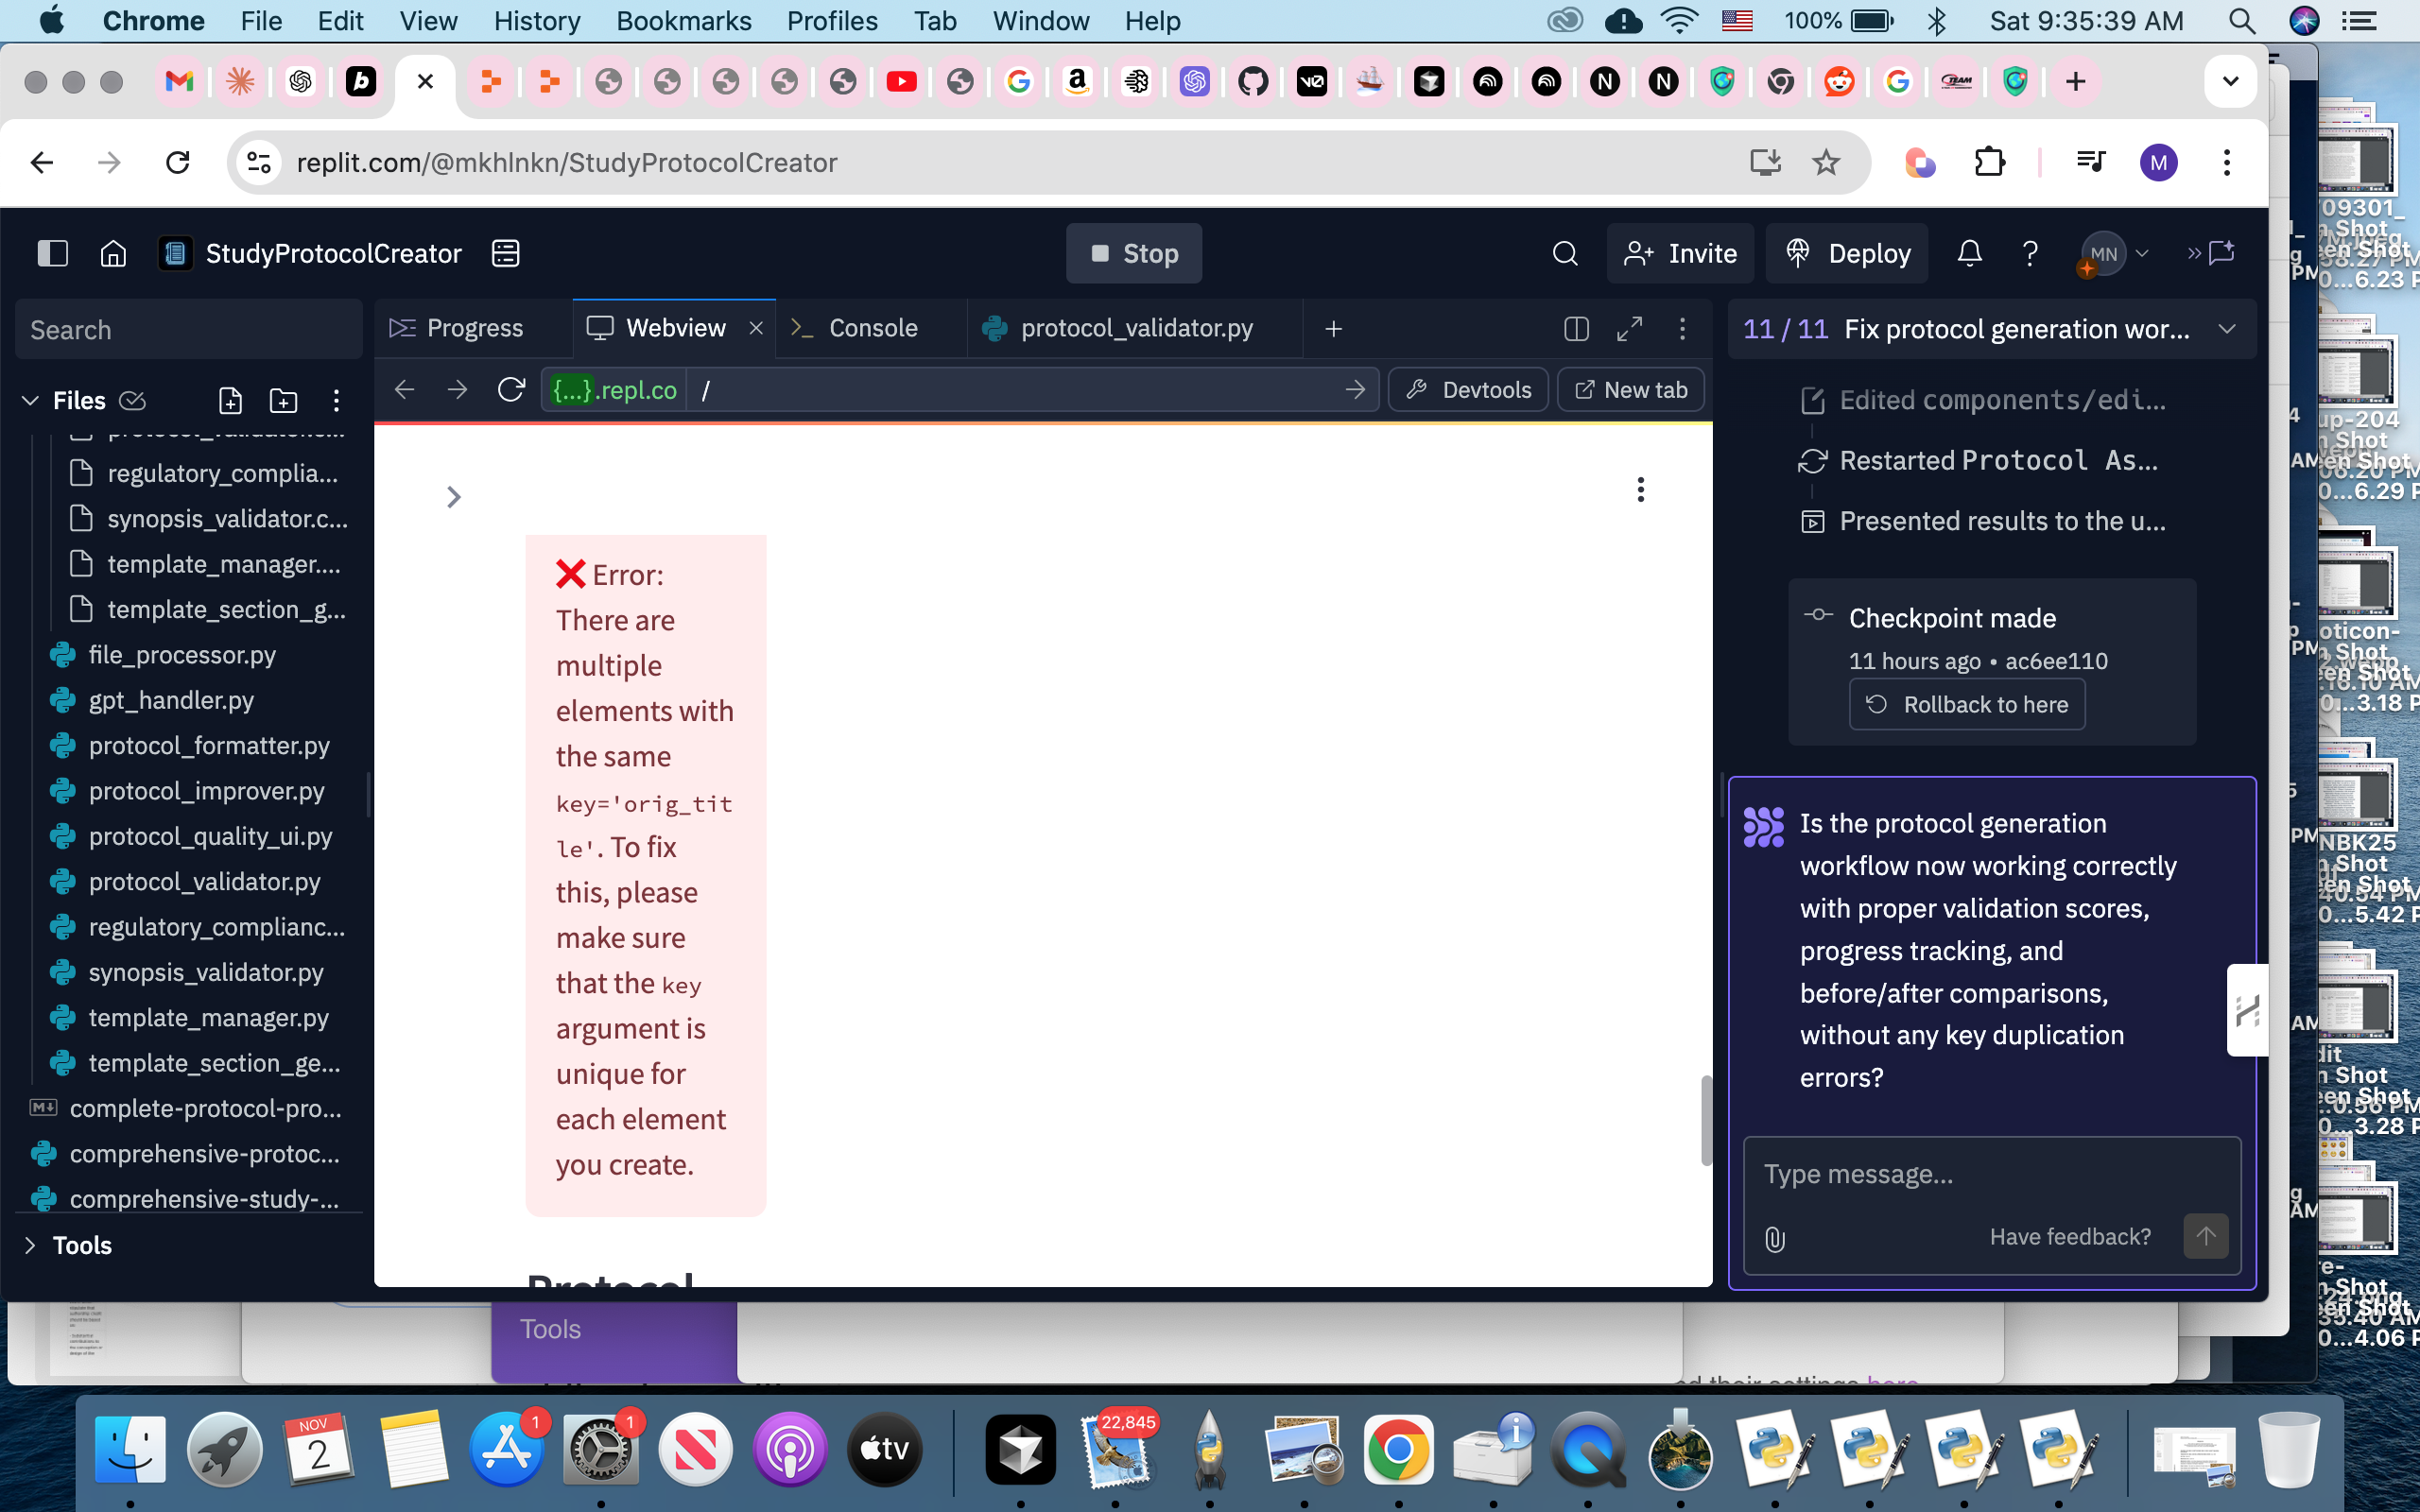 Chrome File Edit View History Bookmarks Profiles Tab Window Help 100% Sat 9:35:39 AM
replit.com/@mkhlnkn/StudyProtocolCreator
M
StudyProtocolCreator
Stop
Invite
Deploy
MN
Search
Files
regulatory_complia...
synopsis_validator.c...
template_manager....
template_section_g...
file_processor.py
gpt_handler.py
protocol_formatter.py
protocol_improver.py
protocol_quality_ui.py
protocol_validator.py
regulatory_complianc...
synopsis_validator.py
template_manager.py
template_section_ge...
complete-protocol-pro...
comprehensive-protoc...
comprehensive-study-...
Tools
Progress
Webview
Console
protocol_validator.py
{...}.repl.co /
Devtools
New tab
❌ Error:
There are
multiple
elements with
the same
key='orig_tit
le'. To fix
this, please
make sure
that the key
argument is
unique for
each element
you create.
Protocol
11 / 11 Fix protocol generation wor...
Edited components/edi...
Restarted Protocol As...
Presented results to the u...
Checkpoint made
11 hours ago • ac6ee110
Rollback to here
Is the protocol generation
workflow now working correctly
with proper validation scores,
progress tracking, and
before/after comparisons,
without any key duplication
errors?
Type message...
Have feedback?
Tools
here
NOV
2
1
1
tv
22,845